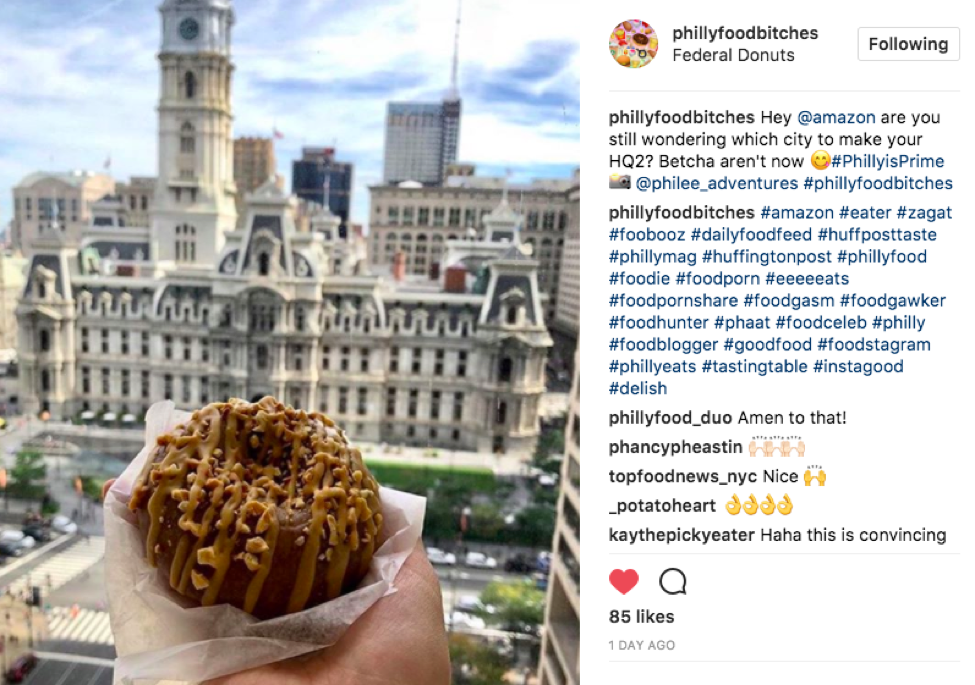 phillyfoodbitches
Federal Donuts
Following
phillyfoodbitches Hey @amazon are you
still wondering which city to make your
HQ2? Betcha aren't now 😋#PhillyisPrime
📷 @philee_adventures #phillyfoodbitches
phillyfoodbitches #amazon #eater #zagat
#foobooz #dailyfoodfeed #huffposttaste
#phillymag #huffingtonpost #phillyfood
#foodie #foodporn #eeeeeats
#foodpornshare #foodgasm #foodgawker
#foodhunter #phaat #foodceleb #philly
#foodblogger #goodfood #foodstagram
#phillyeats #tastingtable #instagood
#delish
phillyfood_duo Amen to that!
phancypheastin 🙌🏻🙌🏻
topfoodnews_nyc Nice 🙌
_potatoheart 👌👌👌👌
kaythepickyeater Haha this is convincing
85 likes
1 DAY AGO